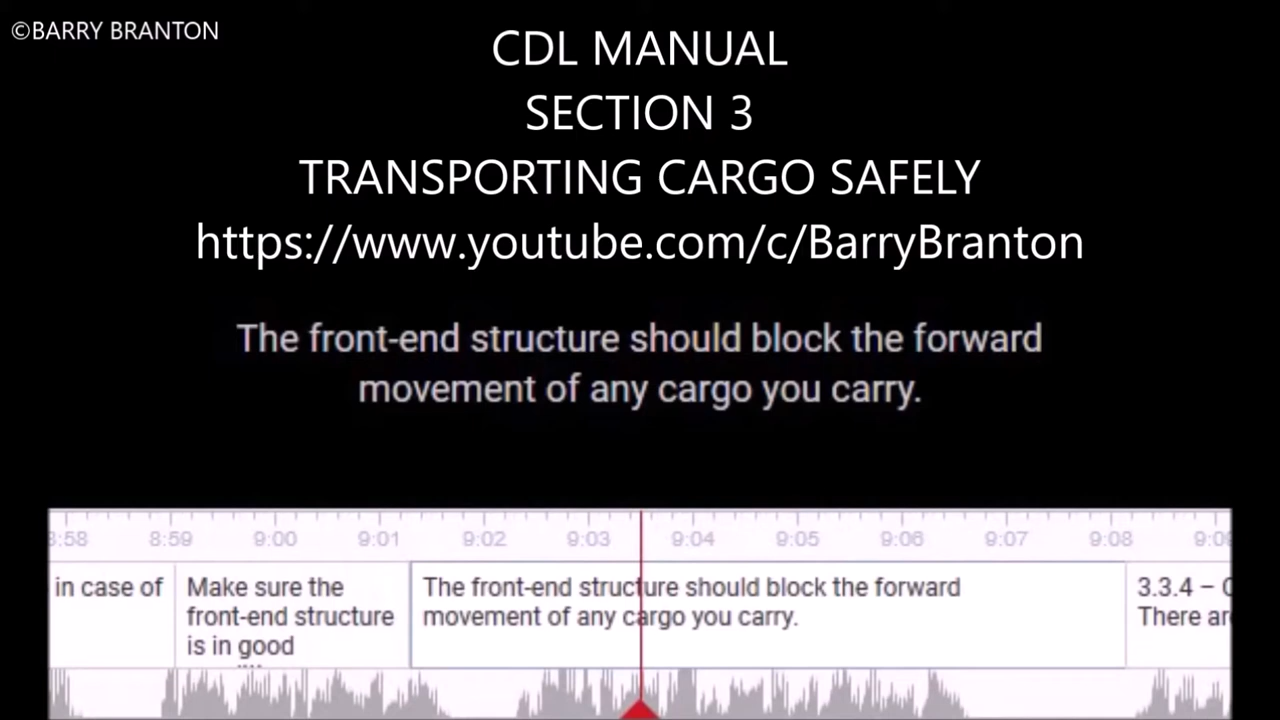 ©BARRY BRANTON
CDL MANUAL
SECTION 3
TRANSPORTING CARGO SAFELY
https://www.youtube.com/c/BarryBranton
The front-end structure should block the forward
movement of any cargo you carry.
8:58 8:59 9:00 9:01 9:02 9:03 9:04 9:05 9:06 9:07 9:08
in case of
Make sure the
front-end structure
is in good
The front-end structure should block the forward
movement of any cargo you carry.
3.3.4 –
There